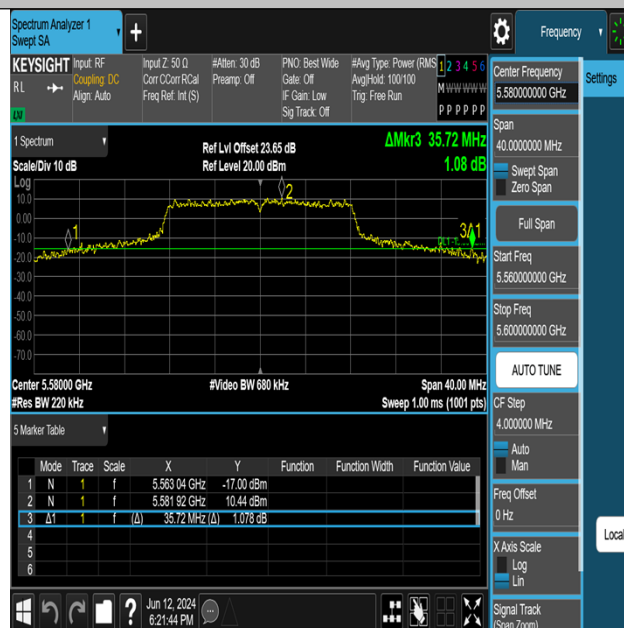 Spectrum Analyzer 1
Swept SA
+
Frequency
KEYSIGHT
RL
Input: RF
Coupling: DC
Align: Auto
Input Z: 50 Ω
Corr CCorr RCal
Freq Ref: Int (S)
#Atten: 30 dB
Preamp: Off
PNO: Best Wide
Gate: Off
IF Gain: Low
Sig Track: Off
#Avg Type: Power (RMS
Avg|Hold: 100/100
Trig: Free Run
1 2 3 4 5 6
M W W W W W
P P P P P P
1 Spectrum
Scale/Div 10 dB
Ref Lvl Offset 23.65 dB
Ref Level 20.00 dBm
ΔMkr3 35.72 MHz
1.08 dB
Log
10.0
0.00
-10.0
-20.0
-30.0
-40.0
-50.0
-60.0
-70.0
1
2
3Δ1
Center 5.58000 GHz
#Res BW 220 kHz
#Video BW 680 kHz
Span 40.00 MHz
Sweep 1.00 ms (1001 pts)
5 Marker Table
Mode Trace Scale X Y Function Function Width Function Value
1 N 1 f 5.563 04 GHz -17.00 dBm
2 N 1 f 5.581 92 GHz 10.44 dBm
3 Δ1 1 f (Δ) 35.72 MHz (Δ) 1.078 dB
4
5
6
?
Jun 12, 2024
6:21:44 PM
Center Frequency
5.580000000 GHz
Settings
Span
40.0000000 MHz
Swept Span
Zero Span
Full Span
Start Freq
5.560000000 GHz
Stop Freq
5.600000000 GHz
AUTO TUNE
CF Step
4.000000 MHz
Auto
Man
Freq Offset
0 Hz
Local
X Axis Scale
Log
Lin
Signal Track
(Span Zoom)